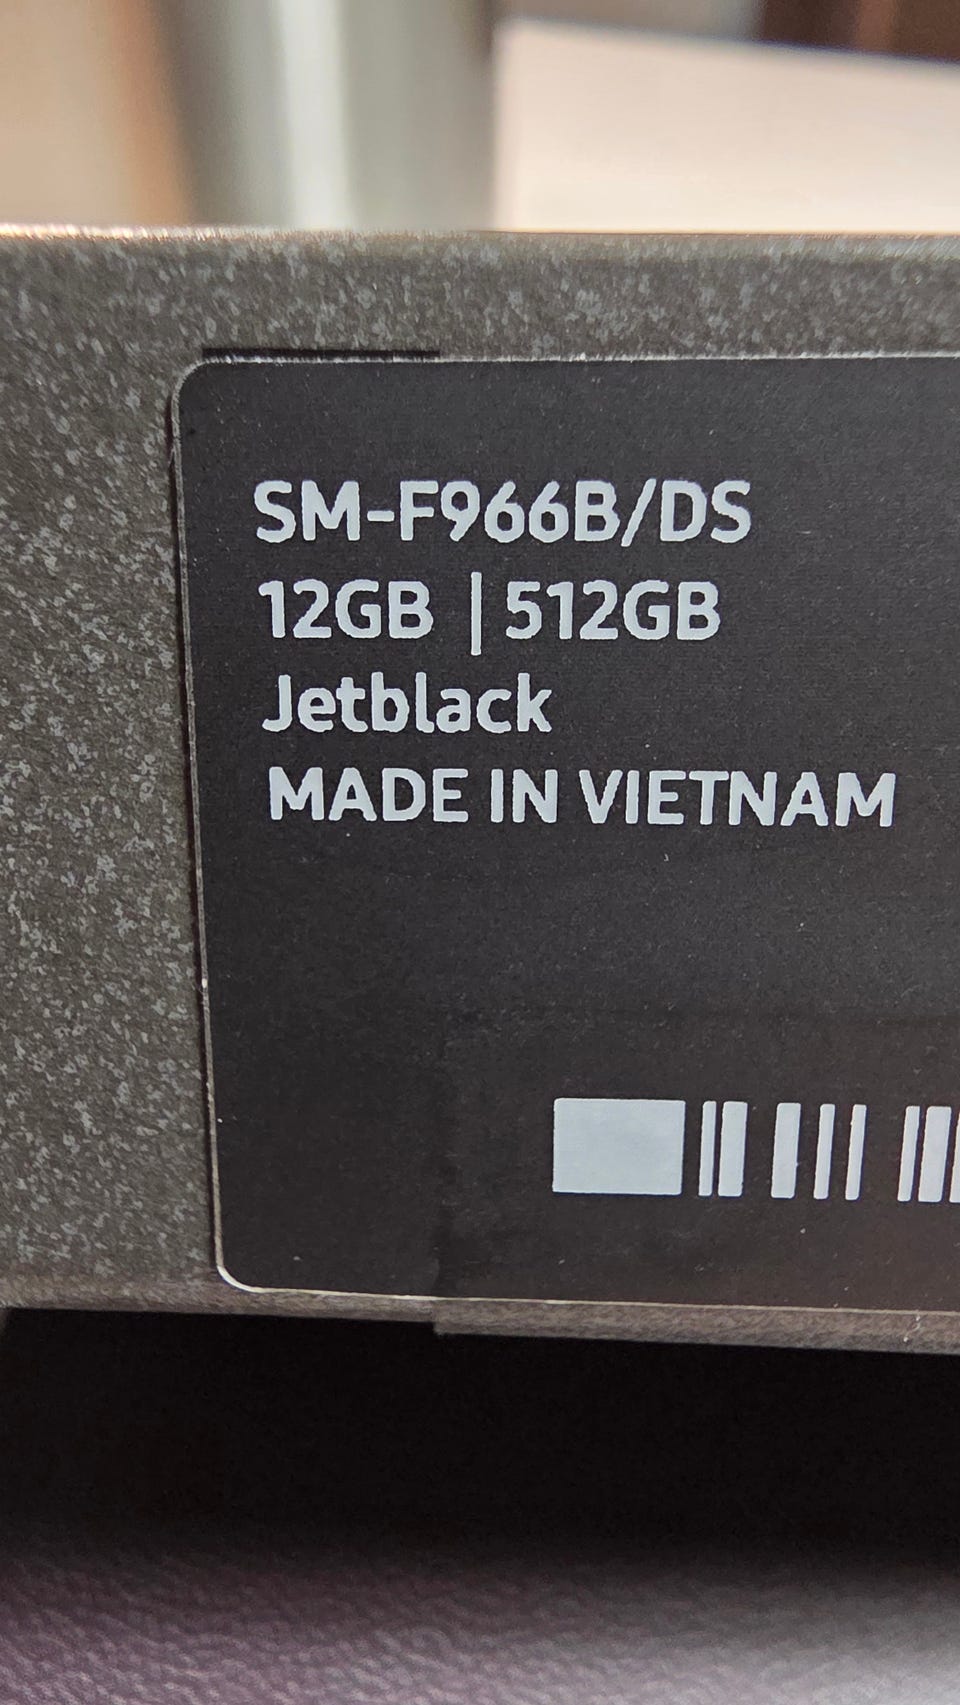 SM-F966B/DS
12GB | 512GB
Jetblack
MADE IN VIETNAM